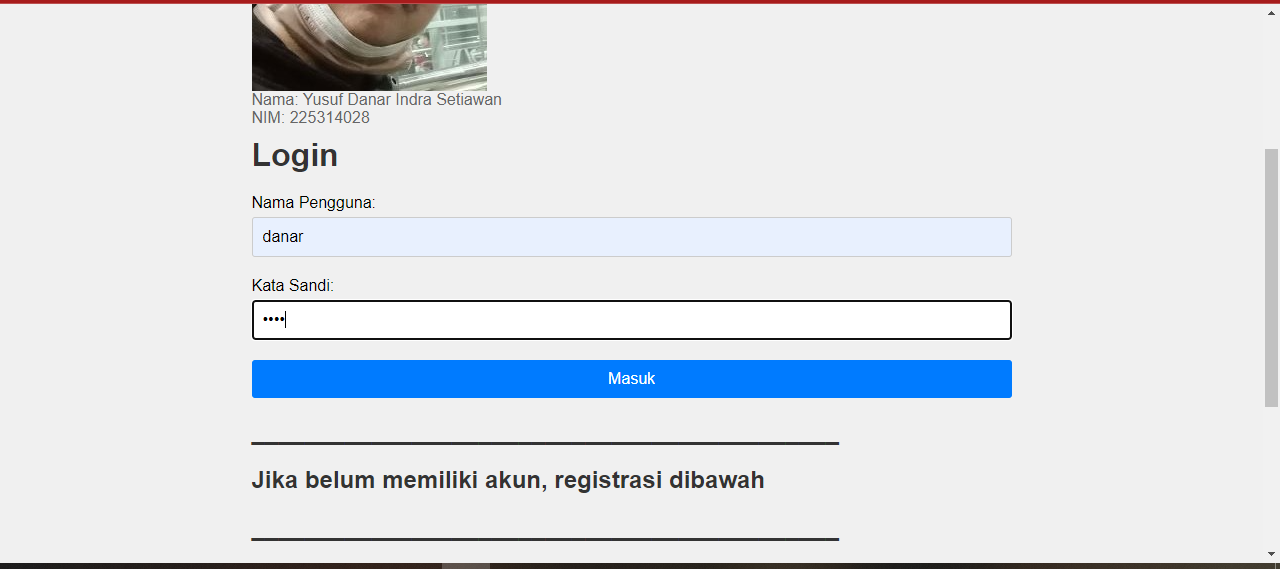 Nama: Yusuf Danar Indra Setiawan
NIM: 225314028
Login
Nama Pengguna:
danar
Kata Sandi:
••••
Masuk
Jika belum memiliki akun, registrasi dibawah